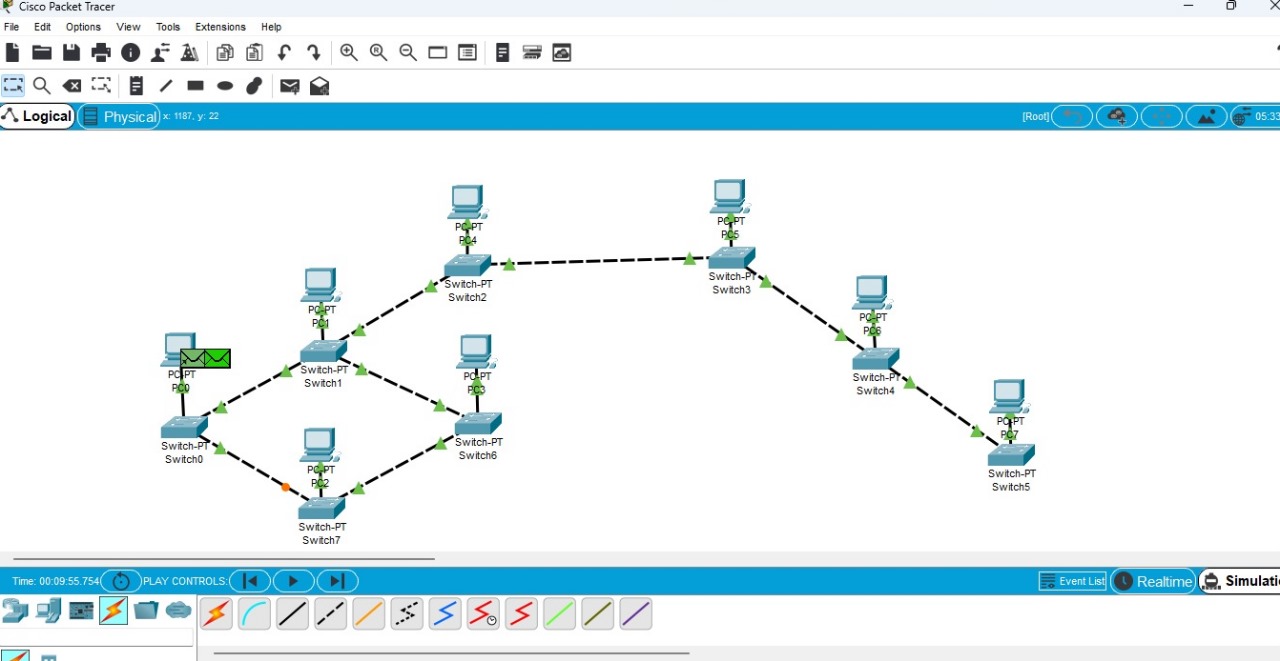 Cisco Packet Tracer
File Edit Options View Tools Extensions Help
Logical Physical x: 1187, y: 22 [Root] 05:33
PC-PT
PC4
Switch-PT
Switch2
PC-PT
PC5
Switch-PT
Switch3
PC-PT
PC1
Switch-PT
Switch1
PC-PT
PC6
Switch-PT
Switch4
PC-PT
PC0
Switch-PT
Switch0
PC-PT
PC3
Switch-PT
Switch6
PC-PT
PC7
Switch-PT
Switch5
PC-PT
PC2
Switch-PT
Switch7
Time: 00:09:55.754 PLAY CONTROLS: Event List Realtime Simulati